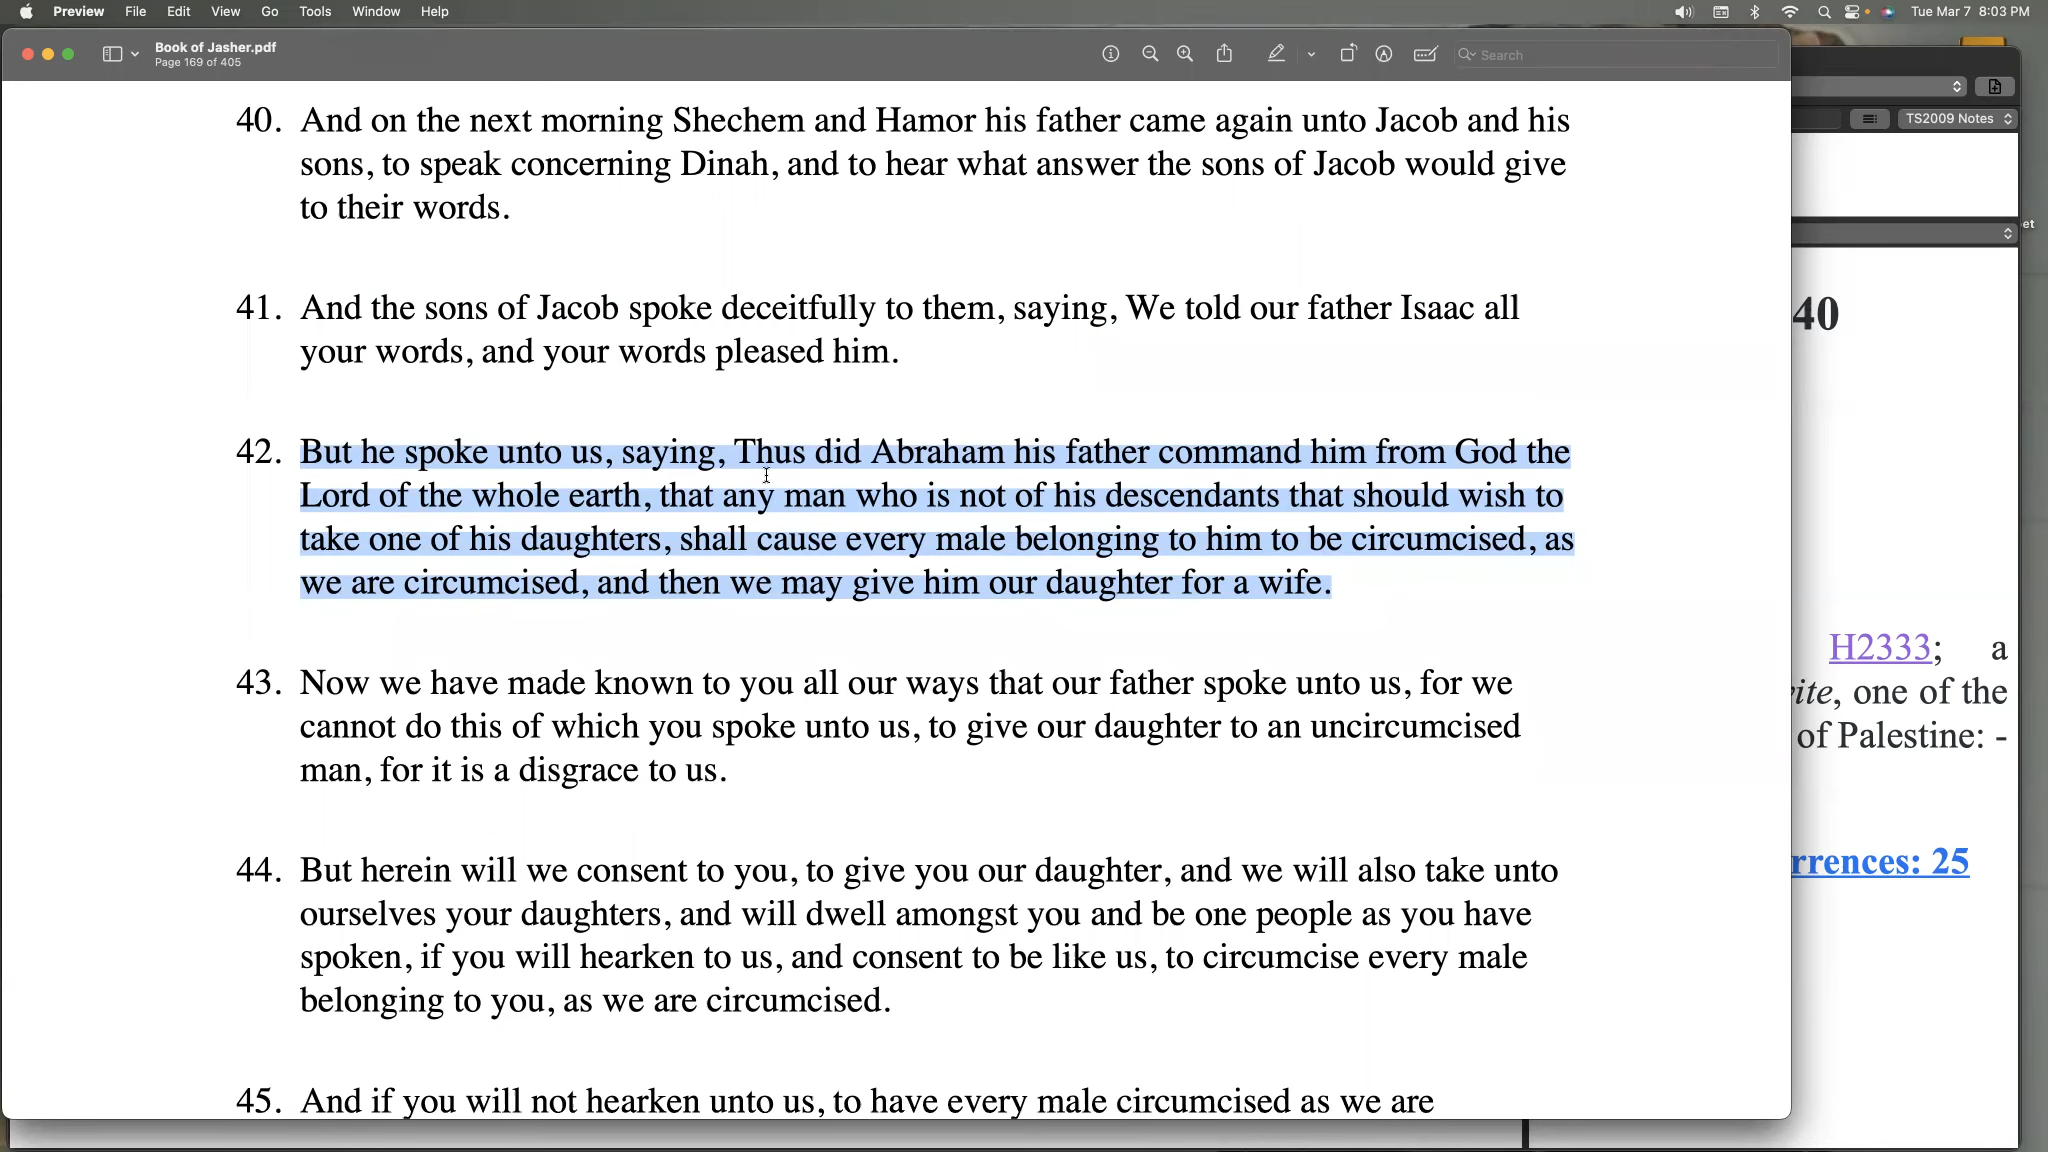 Preview File Edit View Go Tools Window Help
Tue Mar 7 8:03 PM
Book of Jasher.pdf
Page 169 of 405
Search
TS2009 Notes
40. And on the next morning Shechem and Hamor his father came again unto Jacob and his
sons, to speak concerning Dinah, and to hear what answer the sons of Jacob would give
to their words.
41. And the sons of Jacob spoke deceitfully to them, saying, We told our father Isaac all
your words, and your words pleased him.
42. But he spoke unto us, saying, Thus did Abraham his father command him from God the
Lord of the whole earth, that any man who is not of his descendants that should wish to
take one of his daughters, shall cause every male belonging to him to be circumcised, as
we are circumcised, and then we may give him our daughter for a wife.
43. Now we have made known to you all our ways that our father spoke unto us, for we
cannot do this of which you spoke unto us, to give our daughter to an uncircumcised
man, for it is a disgrace to us.
44. But herein will we consent to you, to give you our daughter, and we will also take unto
ourselves your daughters, and will dwell amongst you and be one people as you have
spoken, if you will hearken to us, and consent to be like us, to circumcise every male
belonging to you, as we are circumcised.
45. And if you will not hearken unto us, to have every male circumcised as we are
et
40
H2333; a
ite, one of the
of Palestine: -
rrences: 25